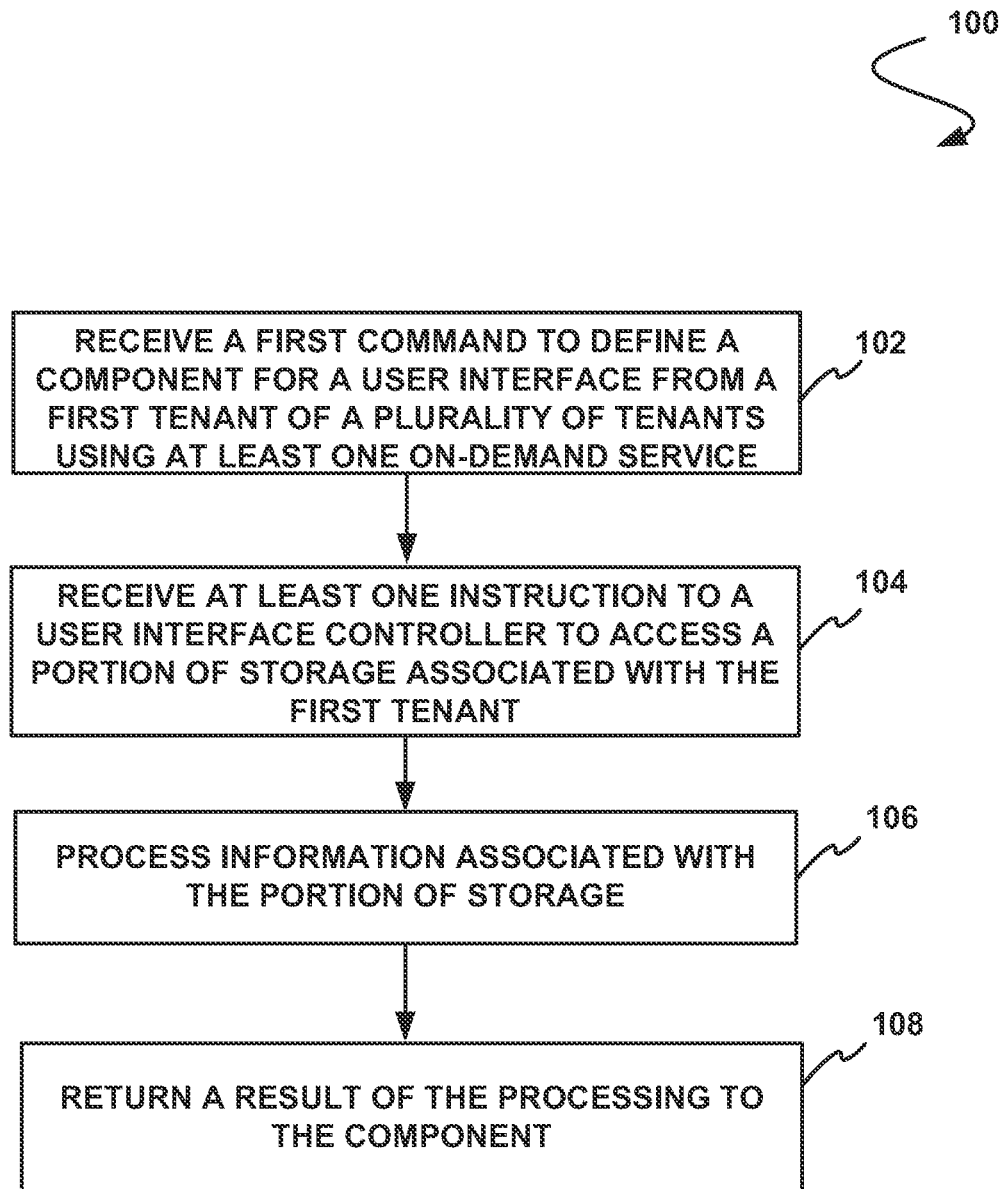 100
RECEIVE A FIRST COMMAND TO DEFINE A
COMPONENT FOR A USER INTERFACE FROM A
FIRST TENANT OF A PLURALITY OF TENANTS
USING AT LEAST ONE ON-DEMAND SERVICE
102
RECEIVE AT LEAST ONE INSTRUCTION TO A
USER INTERFACE CONTROLLER TO ACCESS A
PORTION OF STORAGE ASSOCIATED WITH THE
FIRST TENANT
104
PROCESS INFORMATION ASSOCIATED WITH
THE PORTION OF STORAGE
106
RETURN A RESULT OF THE PROCESSING TO
THE COMPONENT
108